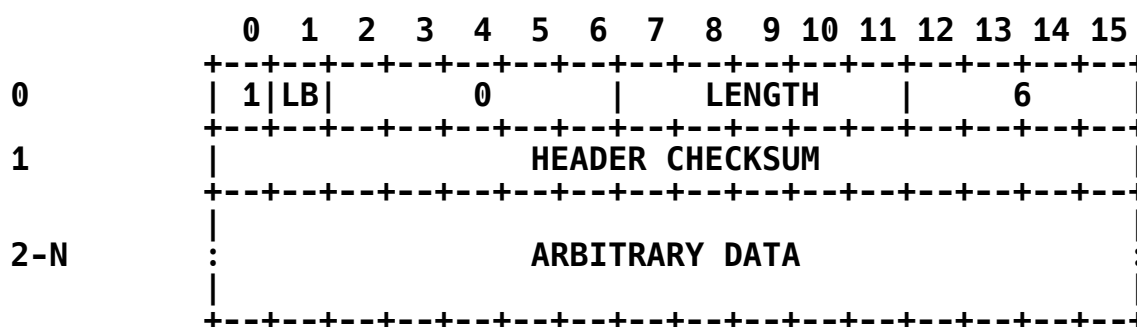 0 1 2 3 4 5 6 7 8 9 10 11 12 13 14 15
+--+--+--+--+--+--+--+--+--+--+--+--+--+--+--+--+
0 | 1|LB| 0 | LENGTH | 6 |
+--+--+--+--+--+--+--+--+--+--+--+--+--+--+--+--+
1 | HEADER CHECKSUM |
+--+--+--+--+--+--+--+--+--+--+--+--+--+--+--+--+
| |
2-N : ARBITRARY DATA :
| |
+--+--+--+--+--+--+--+--+--+--+--+--+--+--+--+--+